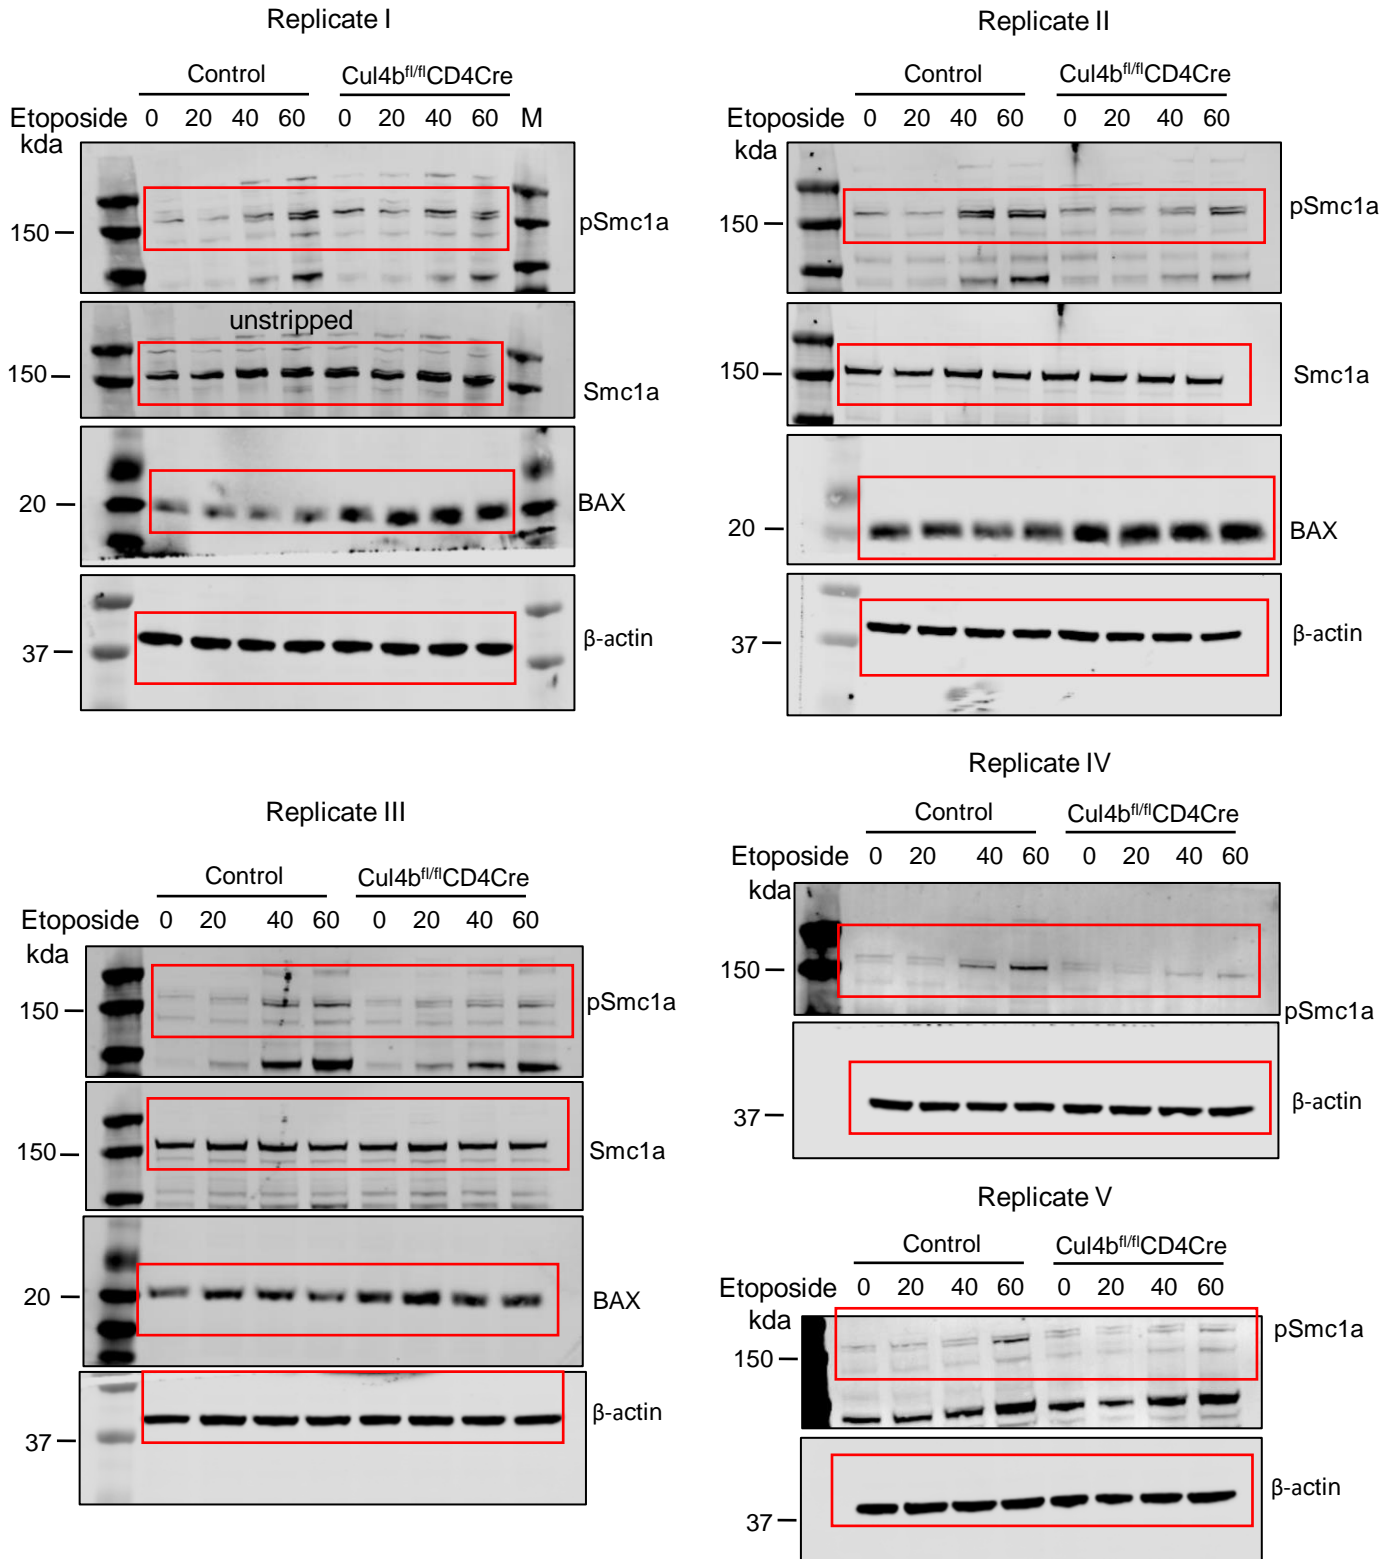 Replicate I
Control Cul4bfl/flCD4Cre
Etoposide 0 20 40 60 0 20 40 60 M
kda
150
pSmc1a
unstripped
150
Smc1a
20
BAX
37
β-actin
Replicate II
Control Cul4bfl/flCD4Cre
Etoposide 0 20 40 60 0 20 40 60
kda
150
pSmc1a
150
Smc1a
20
BAX
37
β-actin
Replicate III
Control Cul4bfl/flCD4Cre
Etoposide 0 20 40 60 0 20 40 60
kda
150
pSmc1a
150
Smc1a
20
BAX
37
β-actin
Replicate IV
Control Cul4bfl/flCD4Cre
Etoposide 0 20 40 60 0 20 40 60
kda
150
pSmc1a
37
β-actin
Replicate V
Control Cul4bfl/flCD4Cre
Etoposide 0 20 40 60 0 20 40 60
kda
150
pSmc1a
37
β-actin